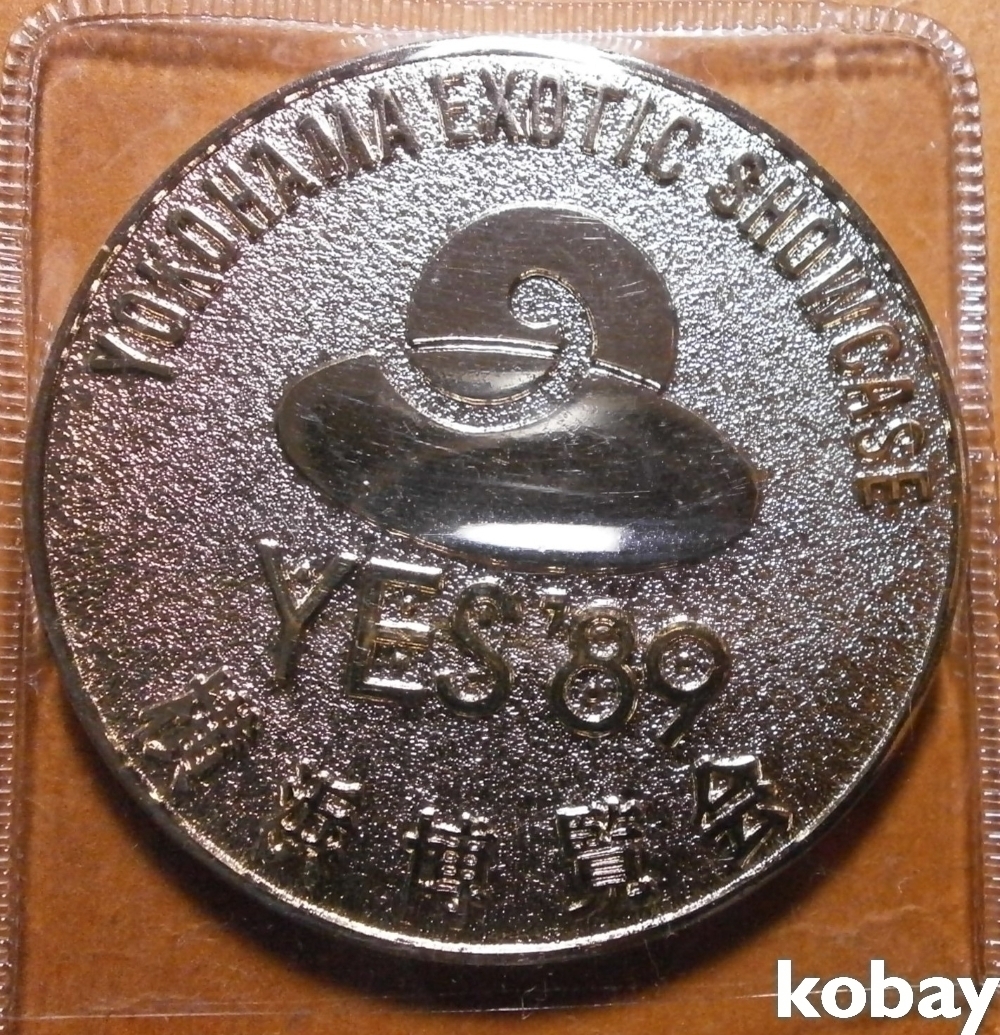 YOKOHAMA EXOTIC SHOWCASE
YES '89
横浜博覧会
kobay